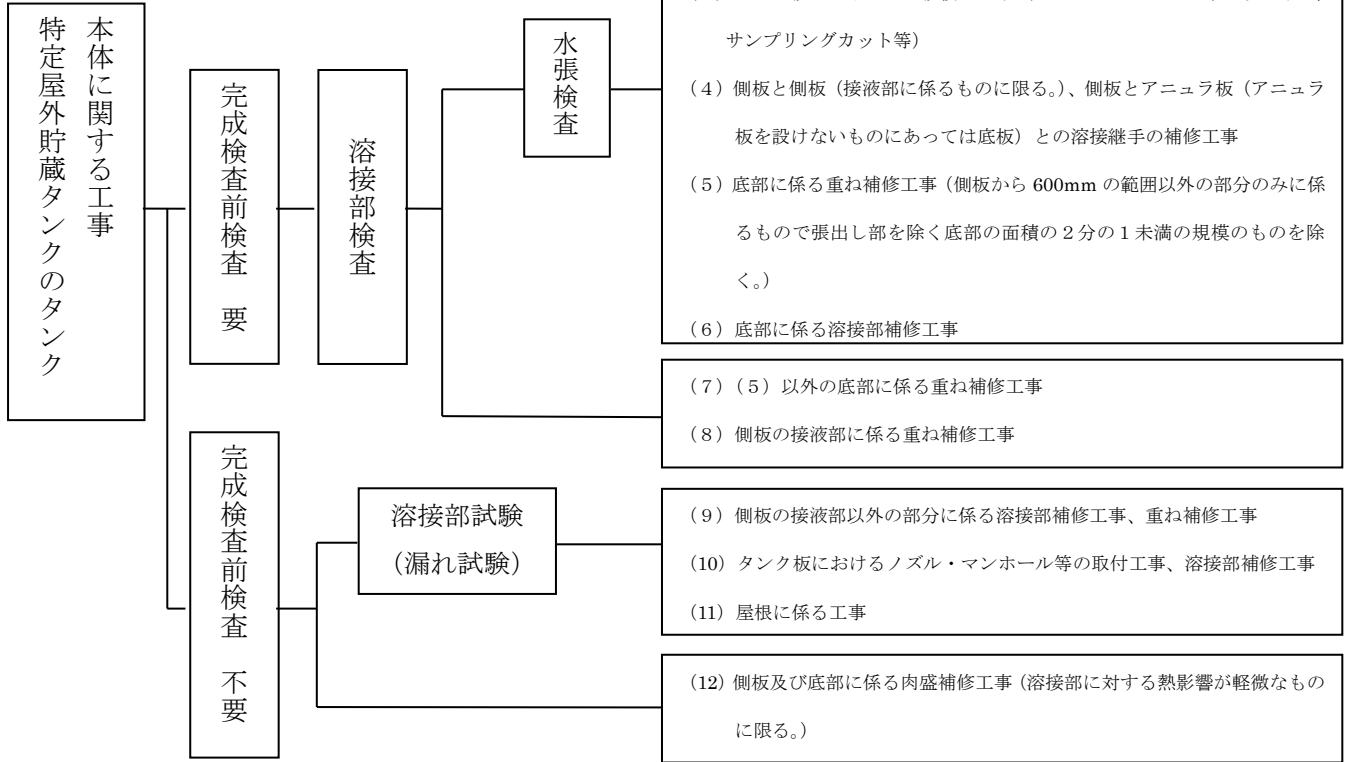 特定屋外貯蔵タンクのタンク
本体に関する工事
完成検査前検査 要
溶接部検査
水張検査
サンプリングカット等）
（４）側板と側板（接液部に係るものに限る。）、側板とアニュラ板（アニュラ
板を設けないものにあっては底板）との溶接継手の補修工事
（５）底部に係る重ね補修工事（側板から 600mm の範囲以外の部分のみに係
るもので張出し部を除く底部の面積の２分の１未満の規模のものを除
く。）
（６）底部に係る溶接部補修工事
（７）（５）以外の底部に係る重ね補修工事
（８）側板の接液部に係る重ね補修工事
完成検査前検査 不要
溶接部試験
（漏れ試験）
（９）側板の接液部以外の部分に係る溶接部補修工事、重ね補修工事
（10）タンク板におけるノズル・マンホール等の取付工事、溶接部補修工事
（11）屋根に係る工事
（12）側板及び底部に係る肉盛補修工事（溶接部に対する熱影響が軽微なもの
に限る。）